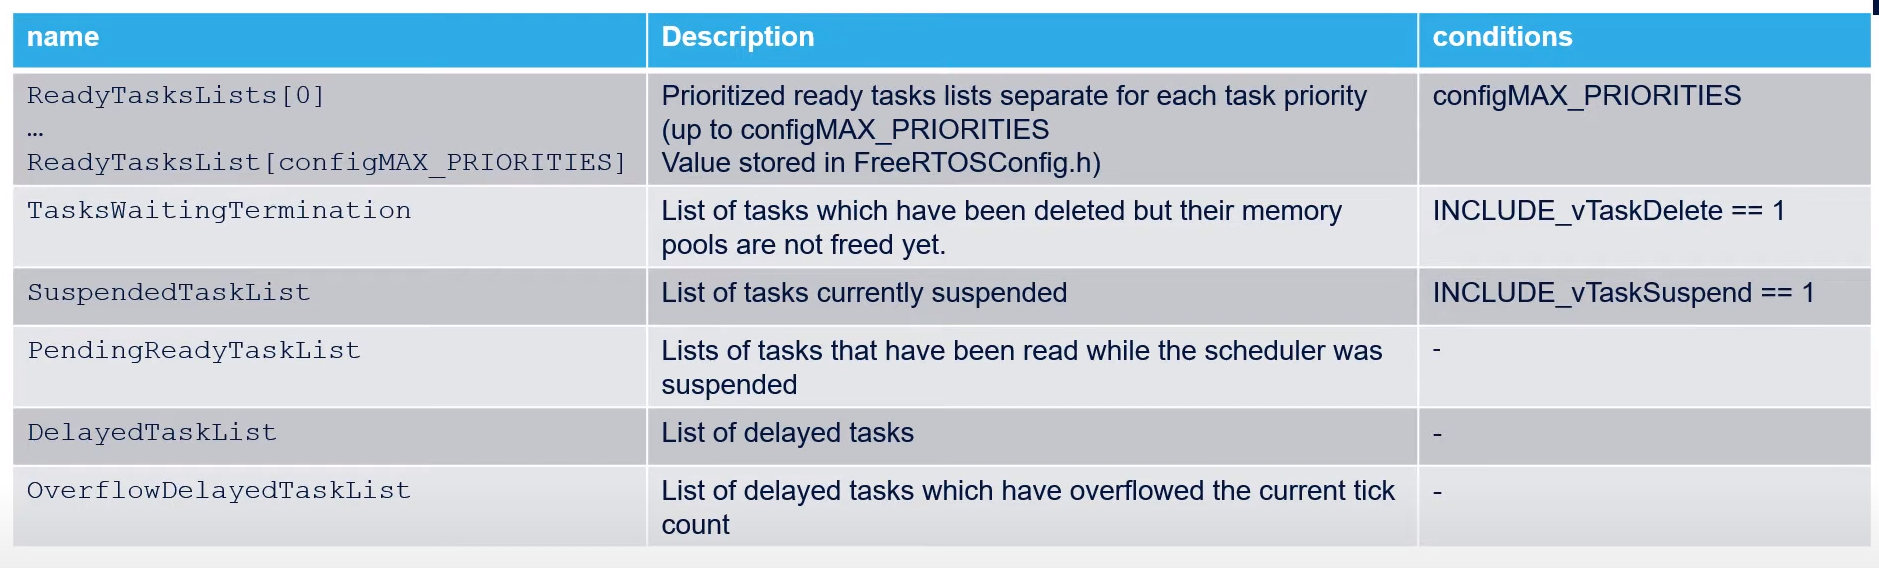 name Description conditions
ReadyTasksLists[0]
...
ReadyTasksList[configMAX_PRIORITIES]
Prioritized ready tasks lists separate for each task priority
(up to configMAX_PRIORITIES
Value stored in FreeRTOSConfig.h)
configMAX_PRIORITIES
TasksWaitingTermination
List of tasks which have been deleted but their memory
pools are not freed yet.
INCLUDE_vTaskDelete == 1
SuspendedTaskList
List of tasks currently suspended
INCLUDE_vTaskSuspend == 1
PendingReadyTaskList
Lists of tasks that have been read while the scheduler was
suspended
-
DelayedTaskList
List of delayed tasks
-
OverflowDelayedTaskList
List of delayed tasks which have overflowed the current tick
count
-